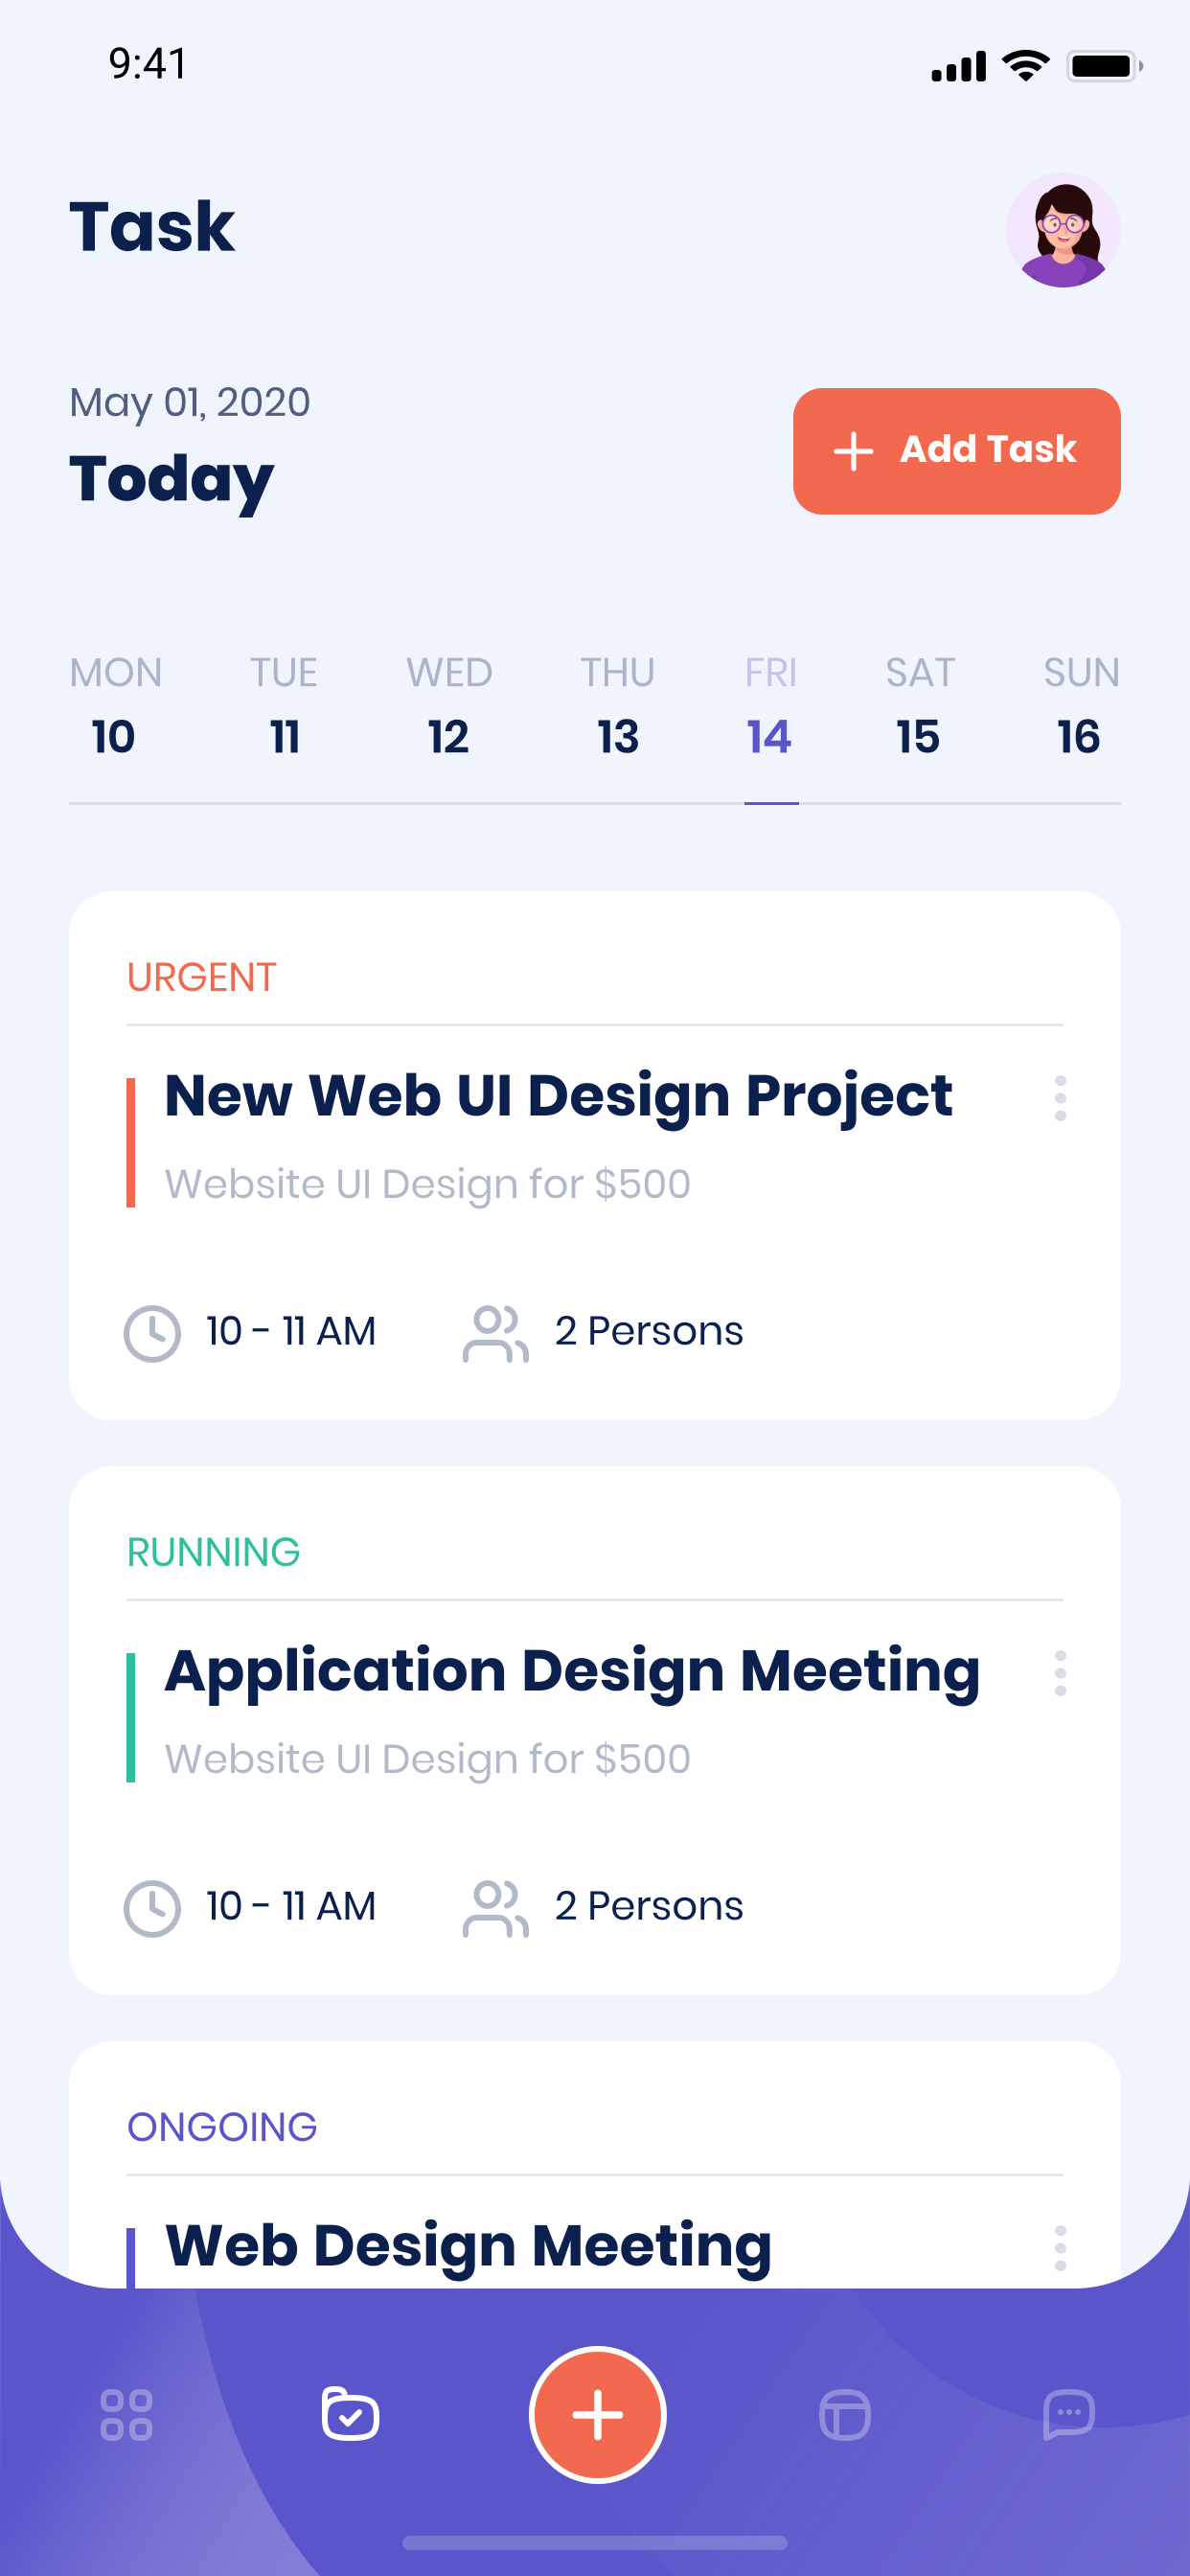 9:41
Task
May 01, 2020
Today
Add Task
MON TUE WED THU FRI SAT SUN
10 11 12 13 14 15 16
URGENT
New Web UI Design Project
Website UI Design for $500
10 - 11 AM 2 Persons
RUNNING
Application Design Meeting
Website UI Design for $500
10 - 11 AM 2 Persons
ONGOING
Web Design Meeting